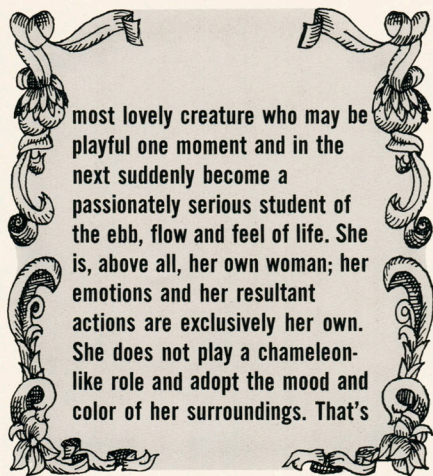 most lovely creature who may be
playful one moment and in the
next suddenly become a
passionately serious student of
the ebb, flow and feel of life. She
is, above all, her own woman; her
emotions and her resultant
actions are exclusively her own.
She does not play a chameleon-
like role and adopt the mood and
color of her surroundings. That's